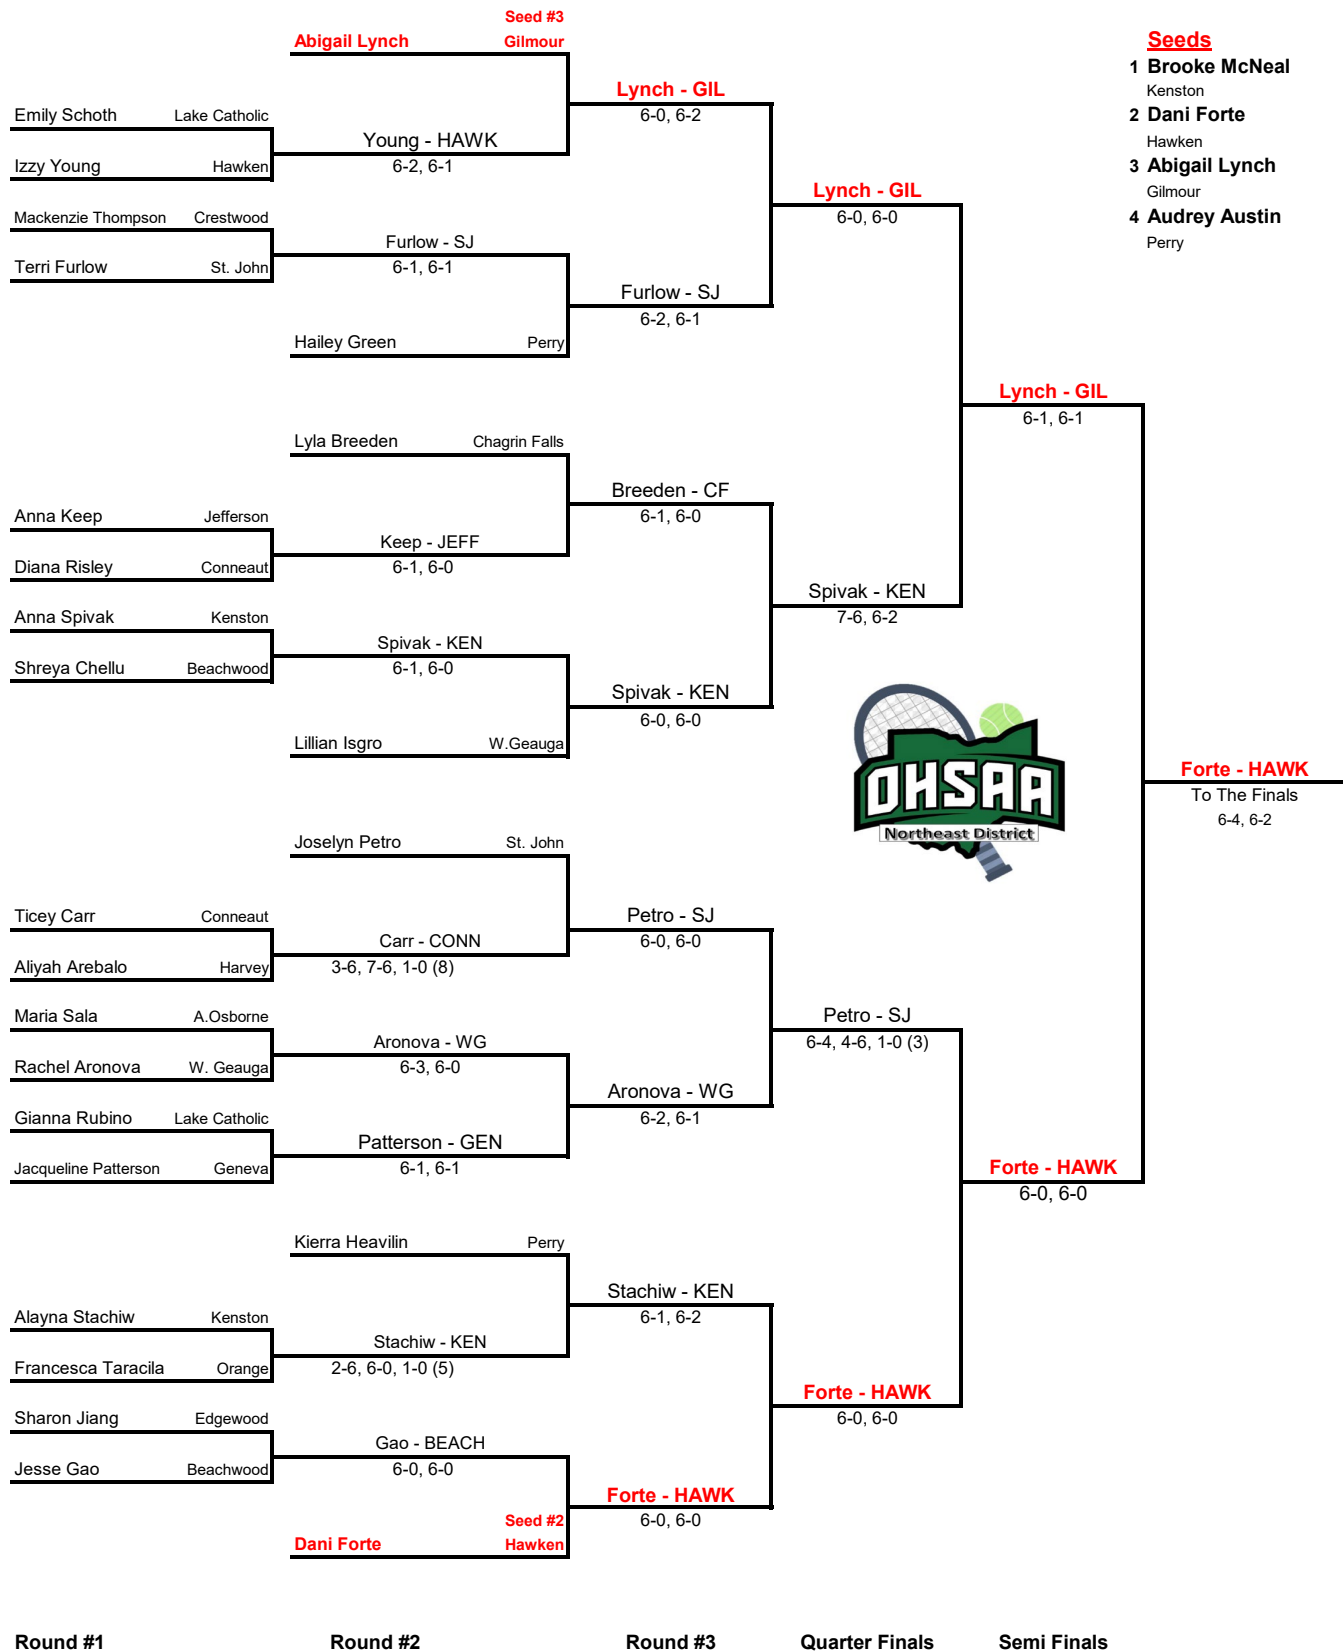 Seed #3
Abigail Lynch Gilmour
Seeds
1 Brooke McNeal
Kenston
2 Dani Forte
Hawken
3 Abigail Lynch
Gilmour
4 Audrey Austin
Perry
Lynch - GIL
6-0, 6-2
Emily Schoth Lake Catholic
Young - HAWK
6-2, 6-1
Izzy Young Hawken
Lynch - GIL
6-0, 6-0
Mackenzie Thompson Crestwood
Furlow - SJ
6-1, 6-1
Terri Furlow St. John
Furlow - SJ
6-2, 6-1
Hailey Green Perry
Lynch - GIL
6-1, 6-1
Lyla Breeden Chagrin Falls
Breeden - CF
6-1, 6-0
Anna Keep Jefferson
Keep - JEFF
6-1, 6-0
Diana Risley Conneaut
Spivak - KEN
7-6, 6-2
Anna Spivak Kenston
Spivak - KEN
6-1, 6-0
Shreya Chellu Beachwood
Spivak - KEN
6-0, 6-0
Lillian Isgro W.Geauga
OHSAA
Northeast District
Forte - HAWK
To The Finals
6-4, 6-2
Joselyn Petro St. John
Petro - SJ
6-0, 6-0
Ticey Carr Conneaut
Carr - CONN
3-6, 7-6, 1-0 (8)
Aliyah Arebalo Harvey
Maria Sala A.Osborne
Petro - SJ
6-4, 4-6, 1-0 (3)
Aronova - WG
6-3, 6-0
Rachel Aronova W. Geauga
Aronova - WG
6-2, 6-1
Gianna Rubino Lake Catholic
Patterson - GEN
6-1, 6-1
Jacqueline Patterson Geneva
Forte - HAWK
6-0, 6-0
Kierra Heavilin Perry
Stachiw - KEN
6-1, 6-2
Alayna Stachiw Kenston
Stachiw - KEN
2-6, 6-0, 1-0 (5)
Francesca Taracila Orange
Forte - HAWK
6-0, 6-0
Sharon Jiang Edgewood
Gao - BEACH
6-0, 6-0
Jesse Gao Beachwood
Forte - HAWK
6-0, 6-0
Seed #2
Dani Forte Hawken
Round #1 Round #2 Round #3 Quarter Finals Semi Finals